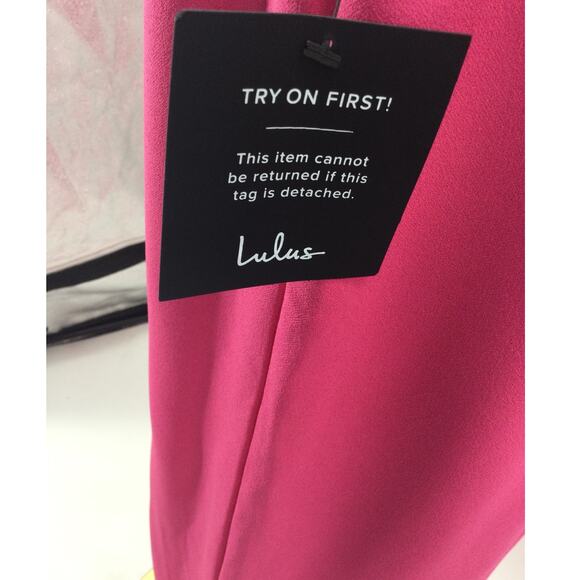 TRY ON FIRST!
This item cannot
be returned if this
tag is detached.
Lulus